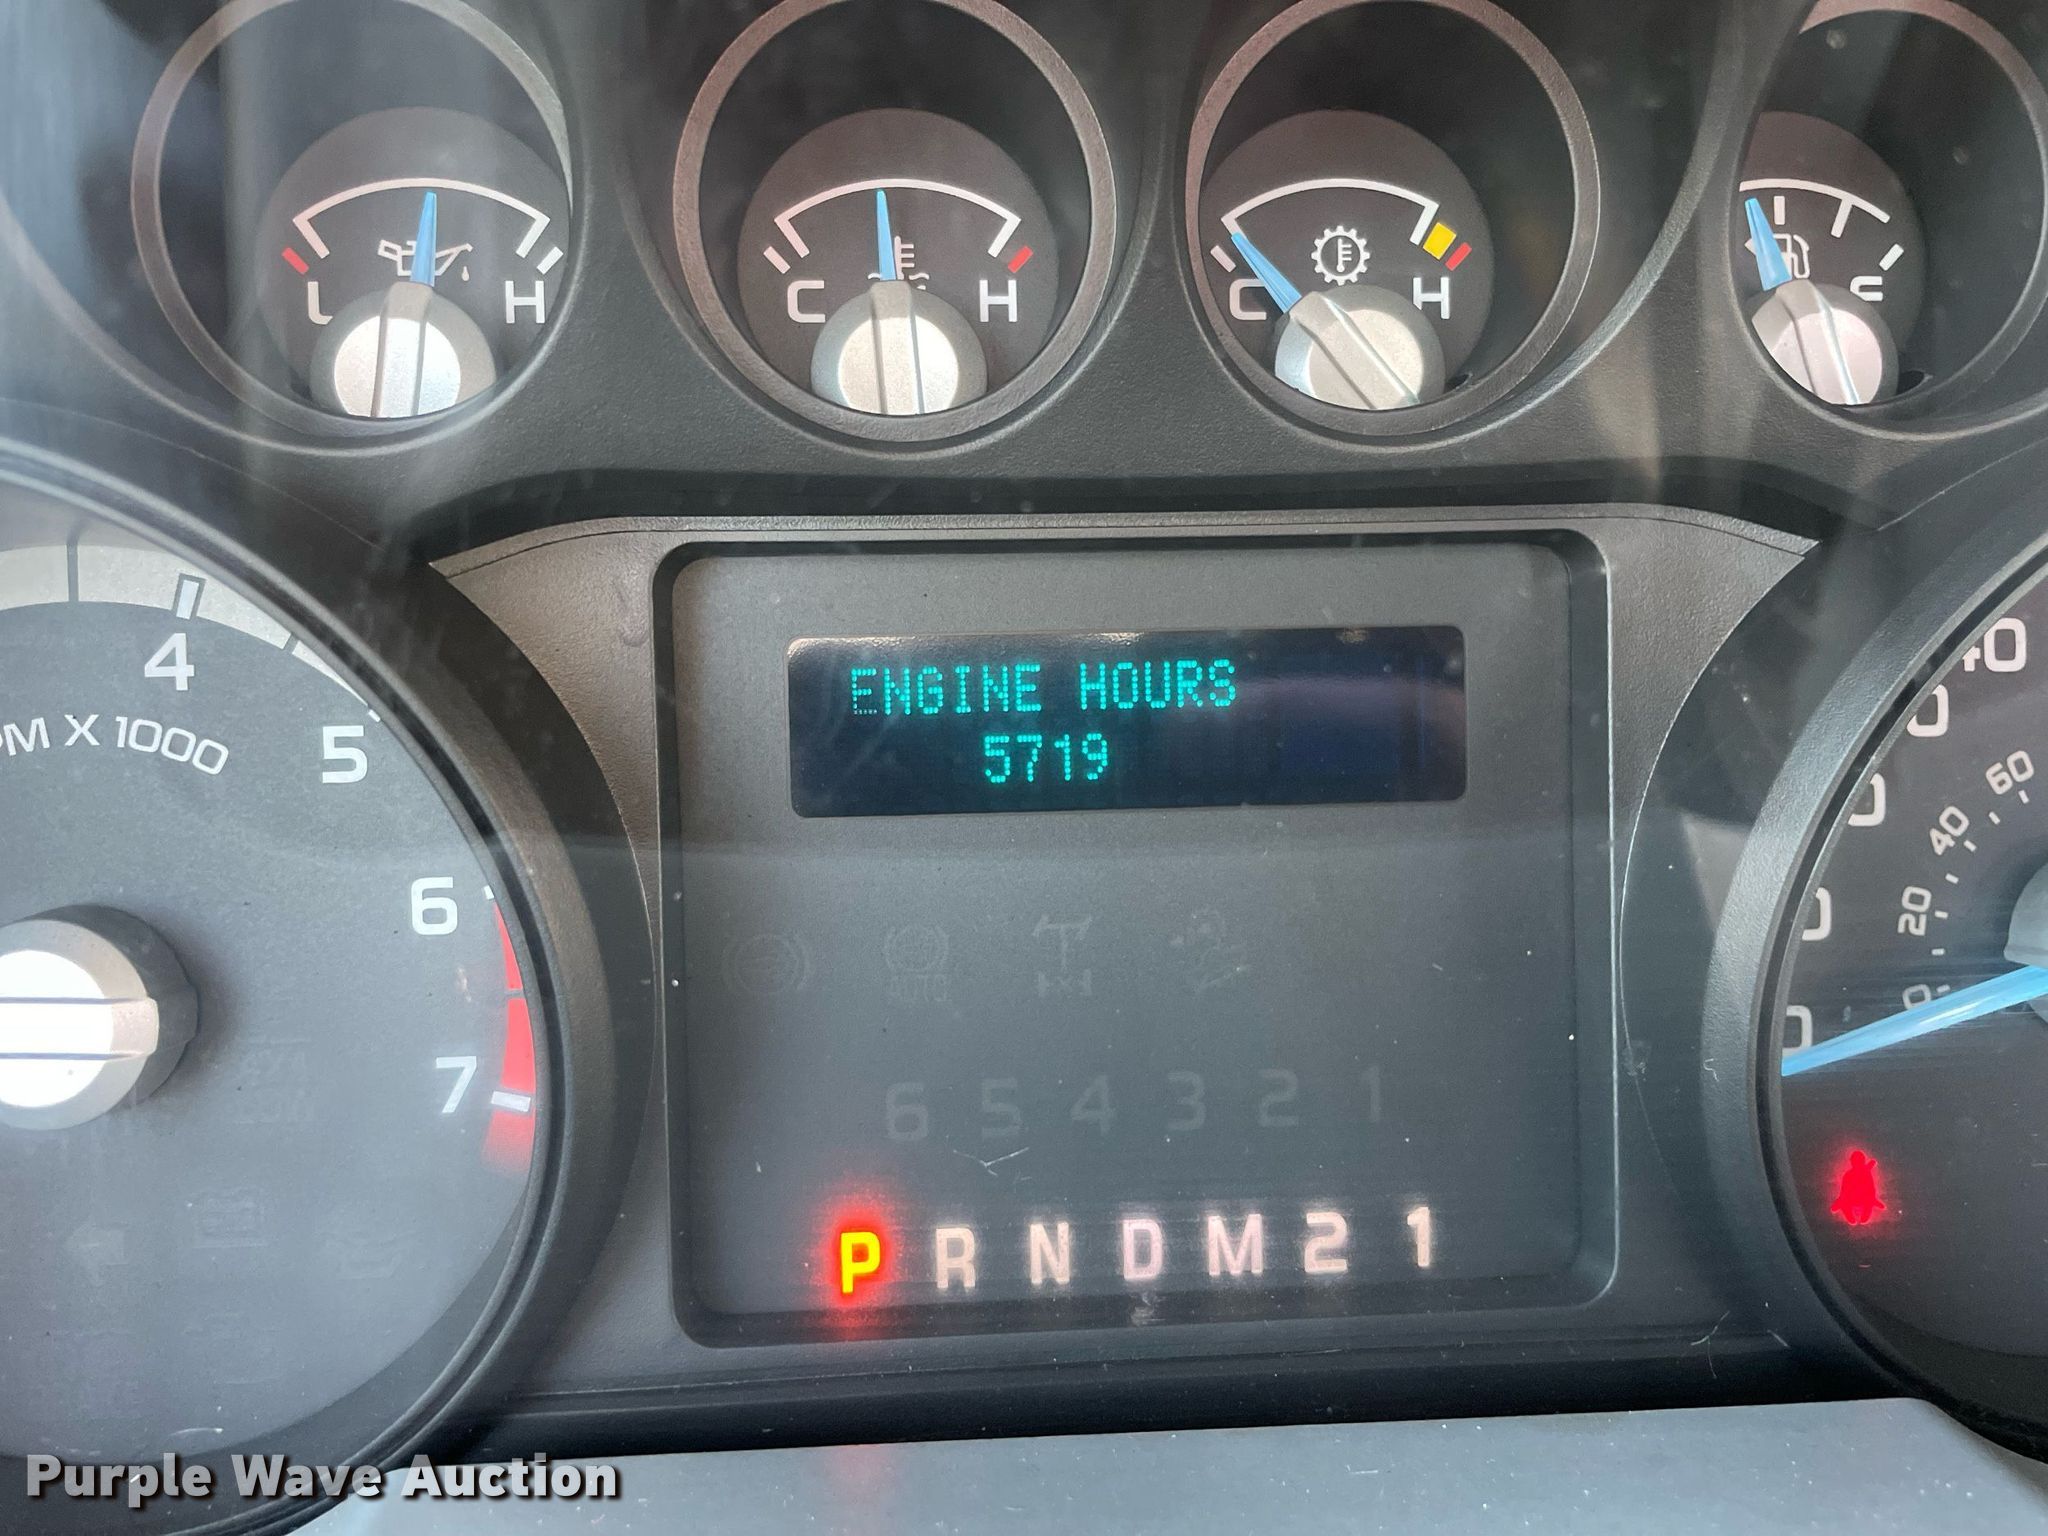 L H
C H
C H
4
5
6
7
X 1000
ENGINE HOURS
5719
6 5 4 3 2 1
P R N D M 2 1
60
40
20
0
Purple Wave Auction